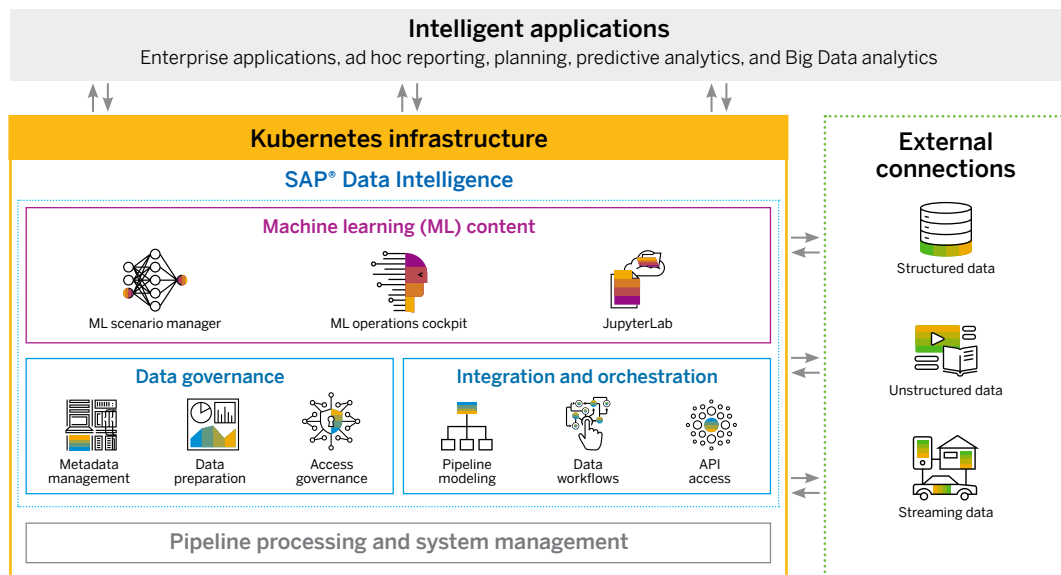 Intelligent applications
Enterprise applications, ad hoc reporting, planning, predictive analytics, and Big Data analytics
Kubernetes infrastructure
SAP® Data Intelligence
Machine learning (ML) content
ML scenario manager
ML operations cockpit
JupyterLab
Data governance
Metadata
management
Data
preparation
Access
governance
Integration and orchestration
Pipeline
modeling
Data
workflows
API
access
Pipeline processing and system management
External
connections
Structured data
Unstructured data
Streaming data